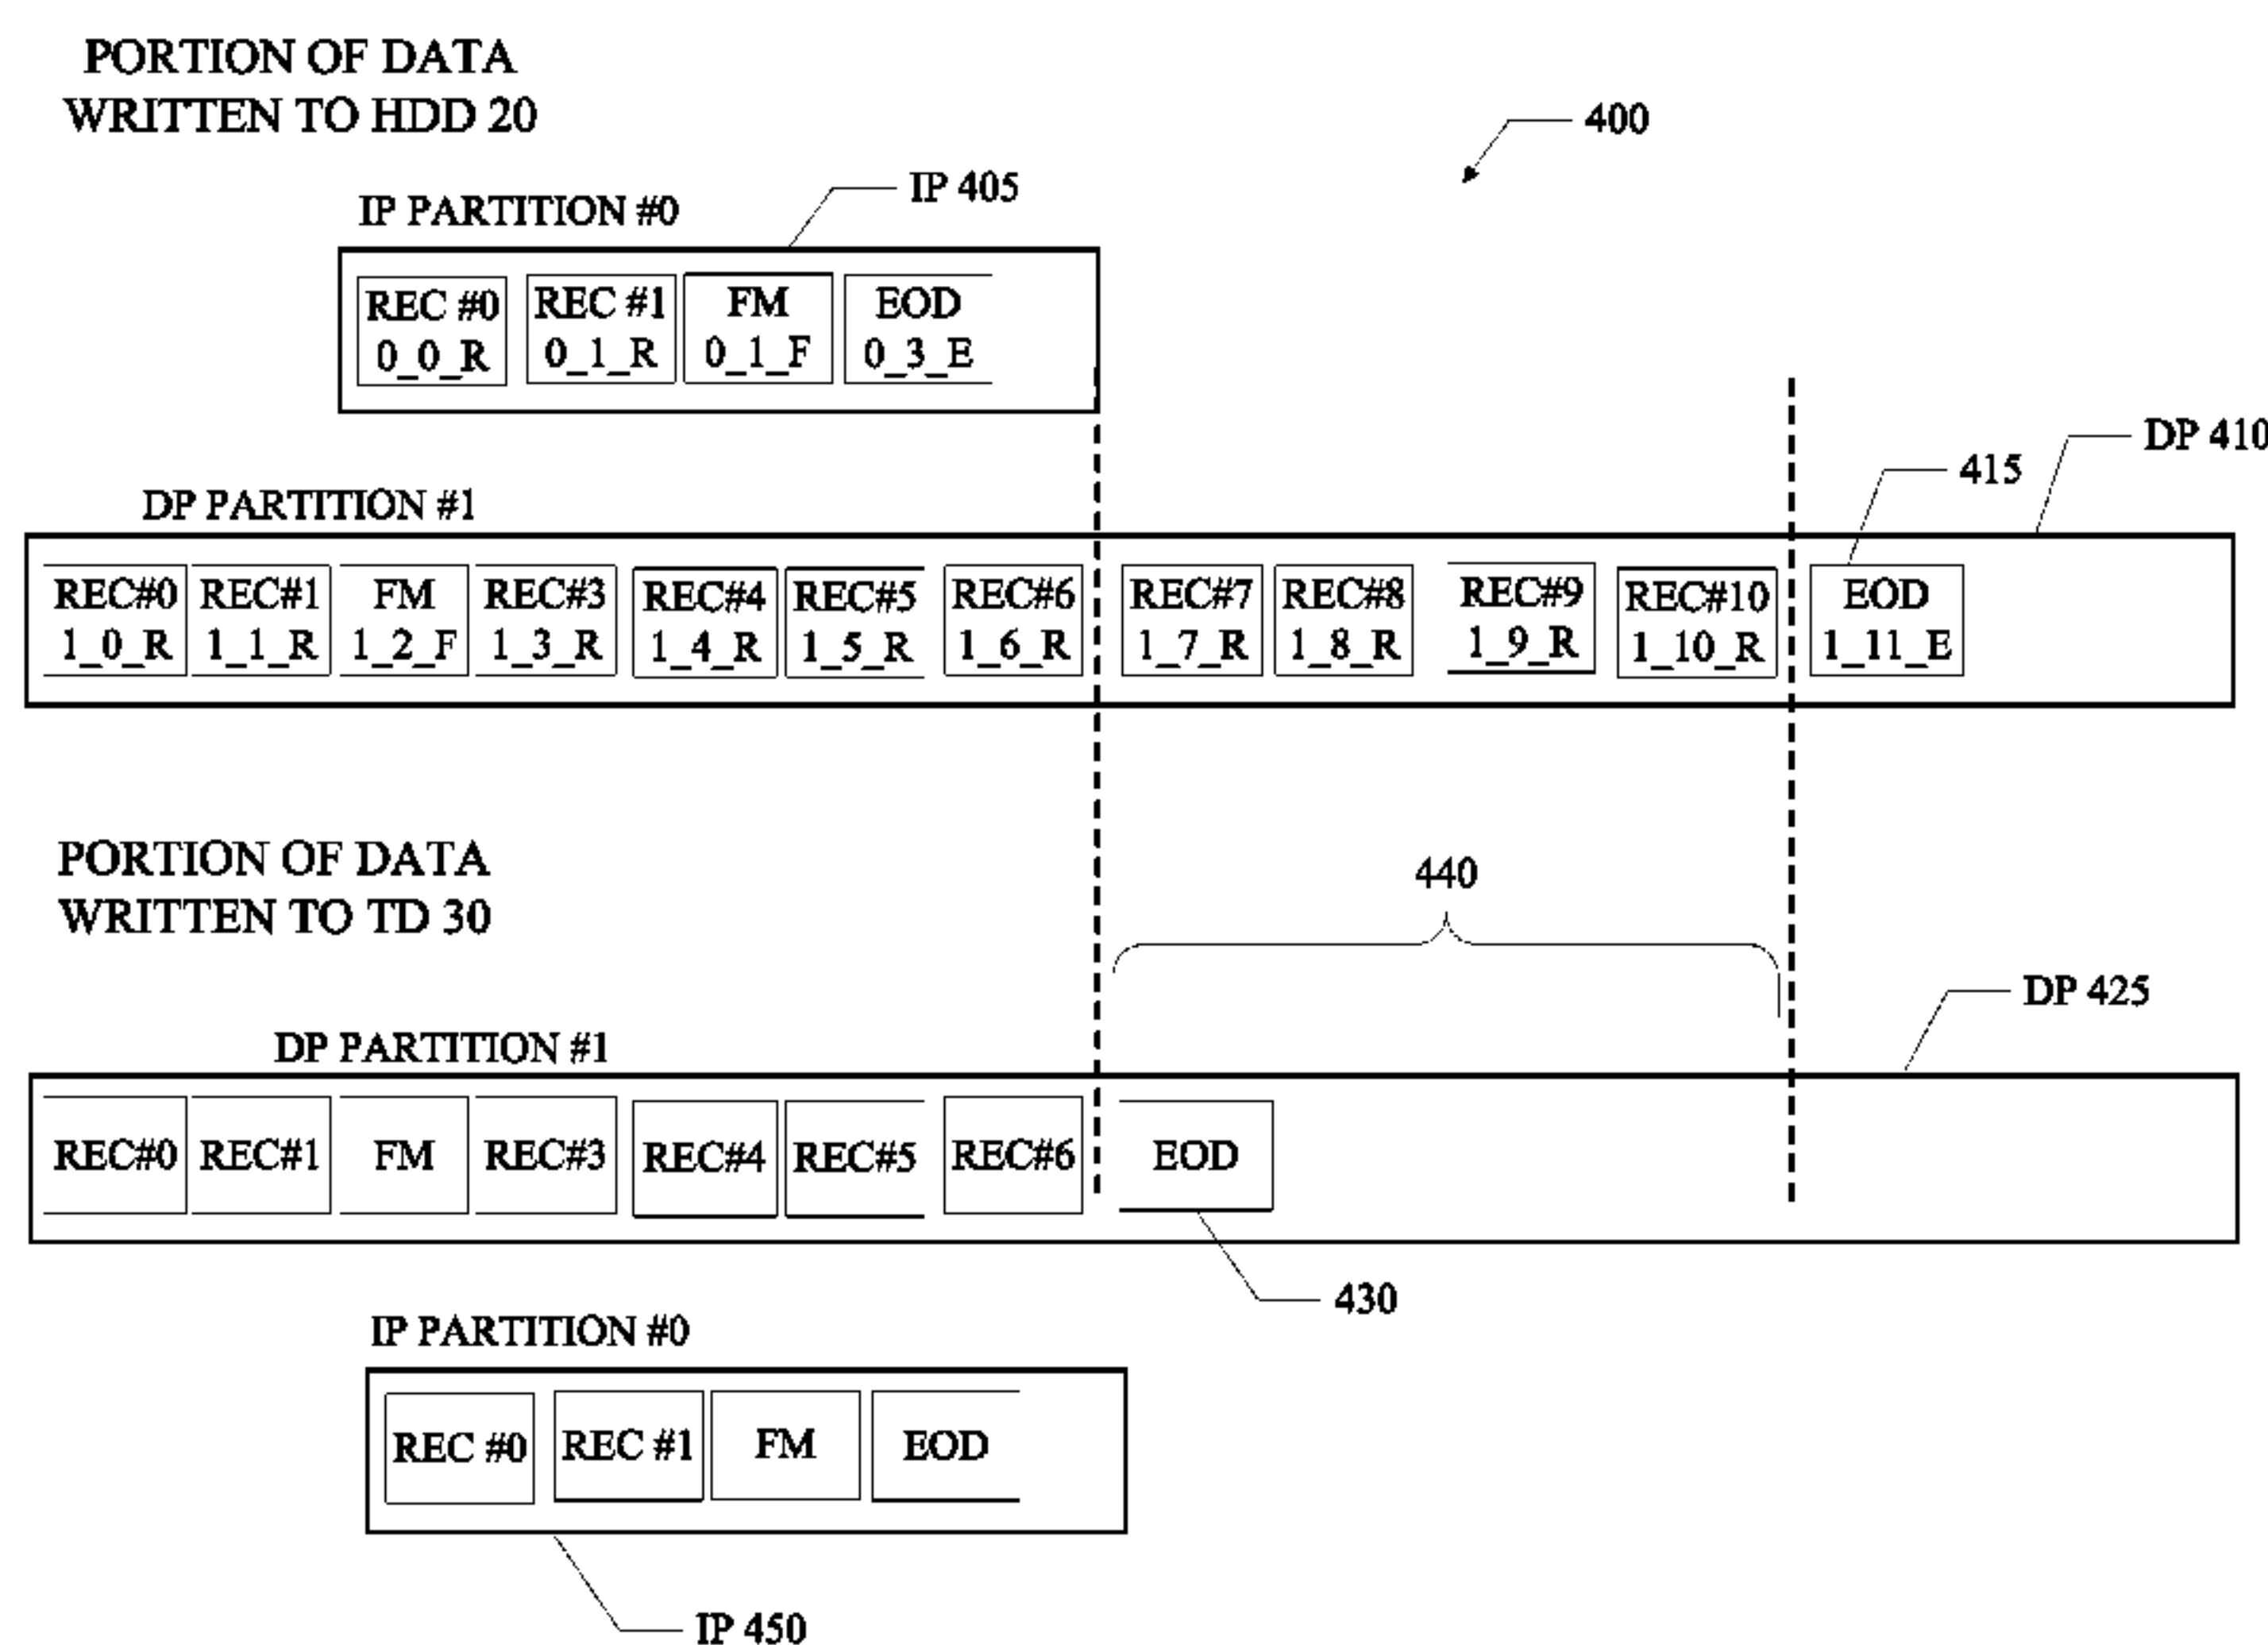 PORTION OF DATA
WRITTEN TO HDD 20
400
IP 405
IP PARTITION #0
REC #0 REC #1 FM EOD
0_0_R 0_1_R 0_1_F 0_3_E
DP 410
415
DP PARTITION #1
REC#0 REC#1 FM REC#3 REC#4 REC#5 REC#6 REC#7 REC#8 REC#9 REC#10 EOD
1_0_R 1_1_R 1_2_F 1_3_R 1_4_R 1_5_R 1_6_R 1_7_R 1_8_R 1_9_R 1_10_R 1_11_E
PORTION OF DATA
WRITTEN TO TD 30
440
DP 425
DP PARTITION #1
REC#0 REC#1 FM REC#3 REC#4 REC#5 REC#6 EOD
430
IP PARTITION #0
REC #0 REC #1 FM EOD
IP 450